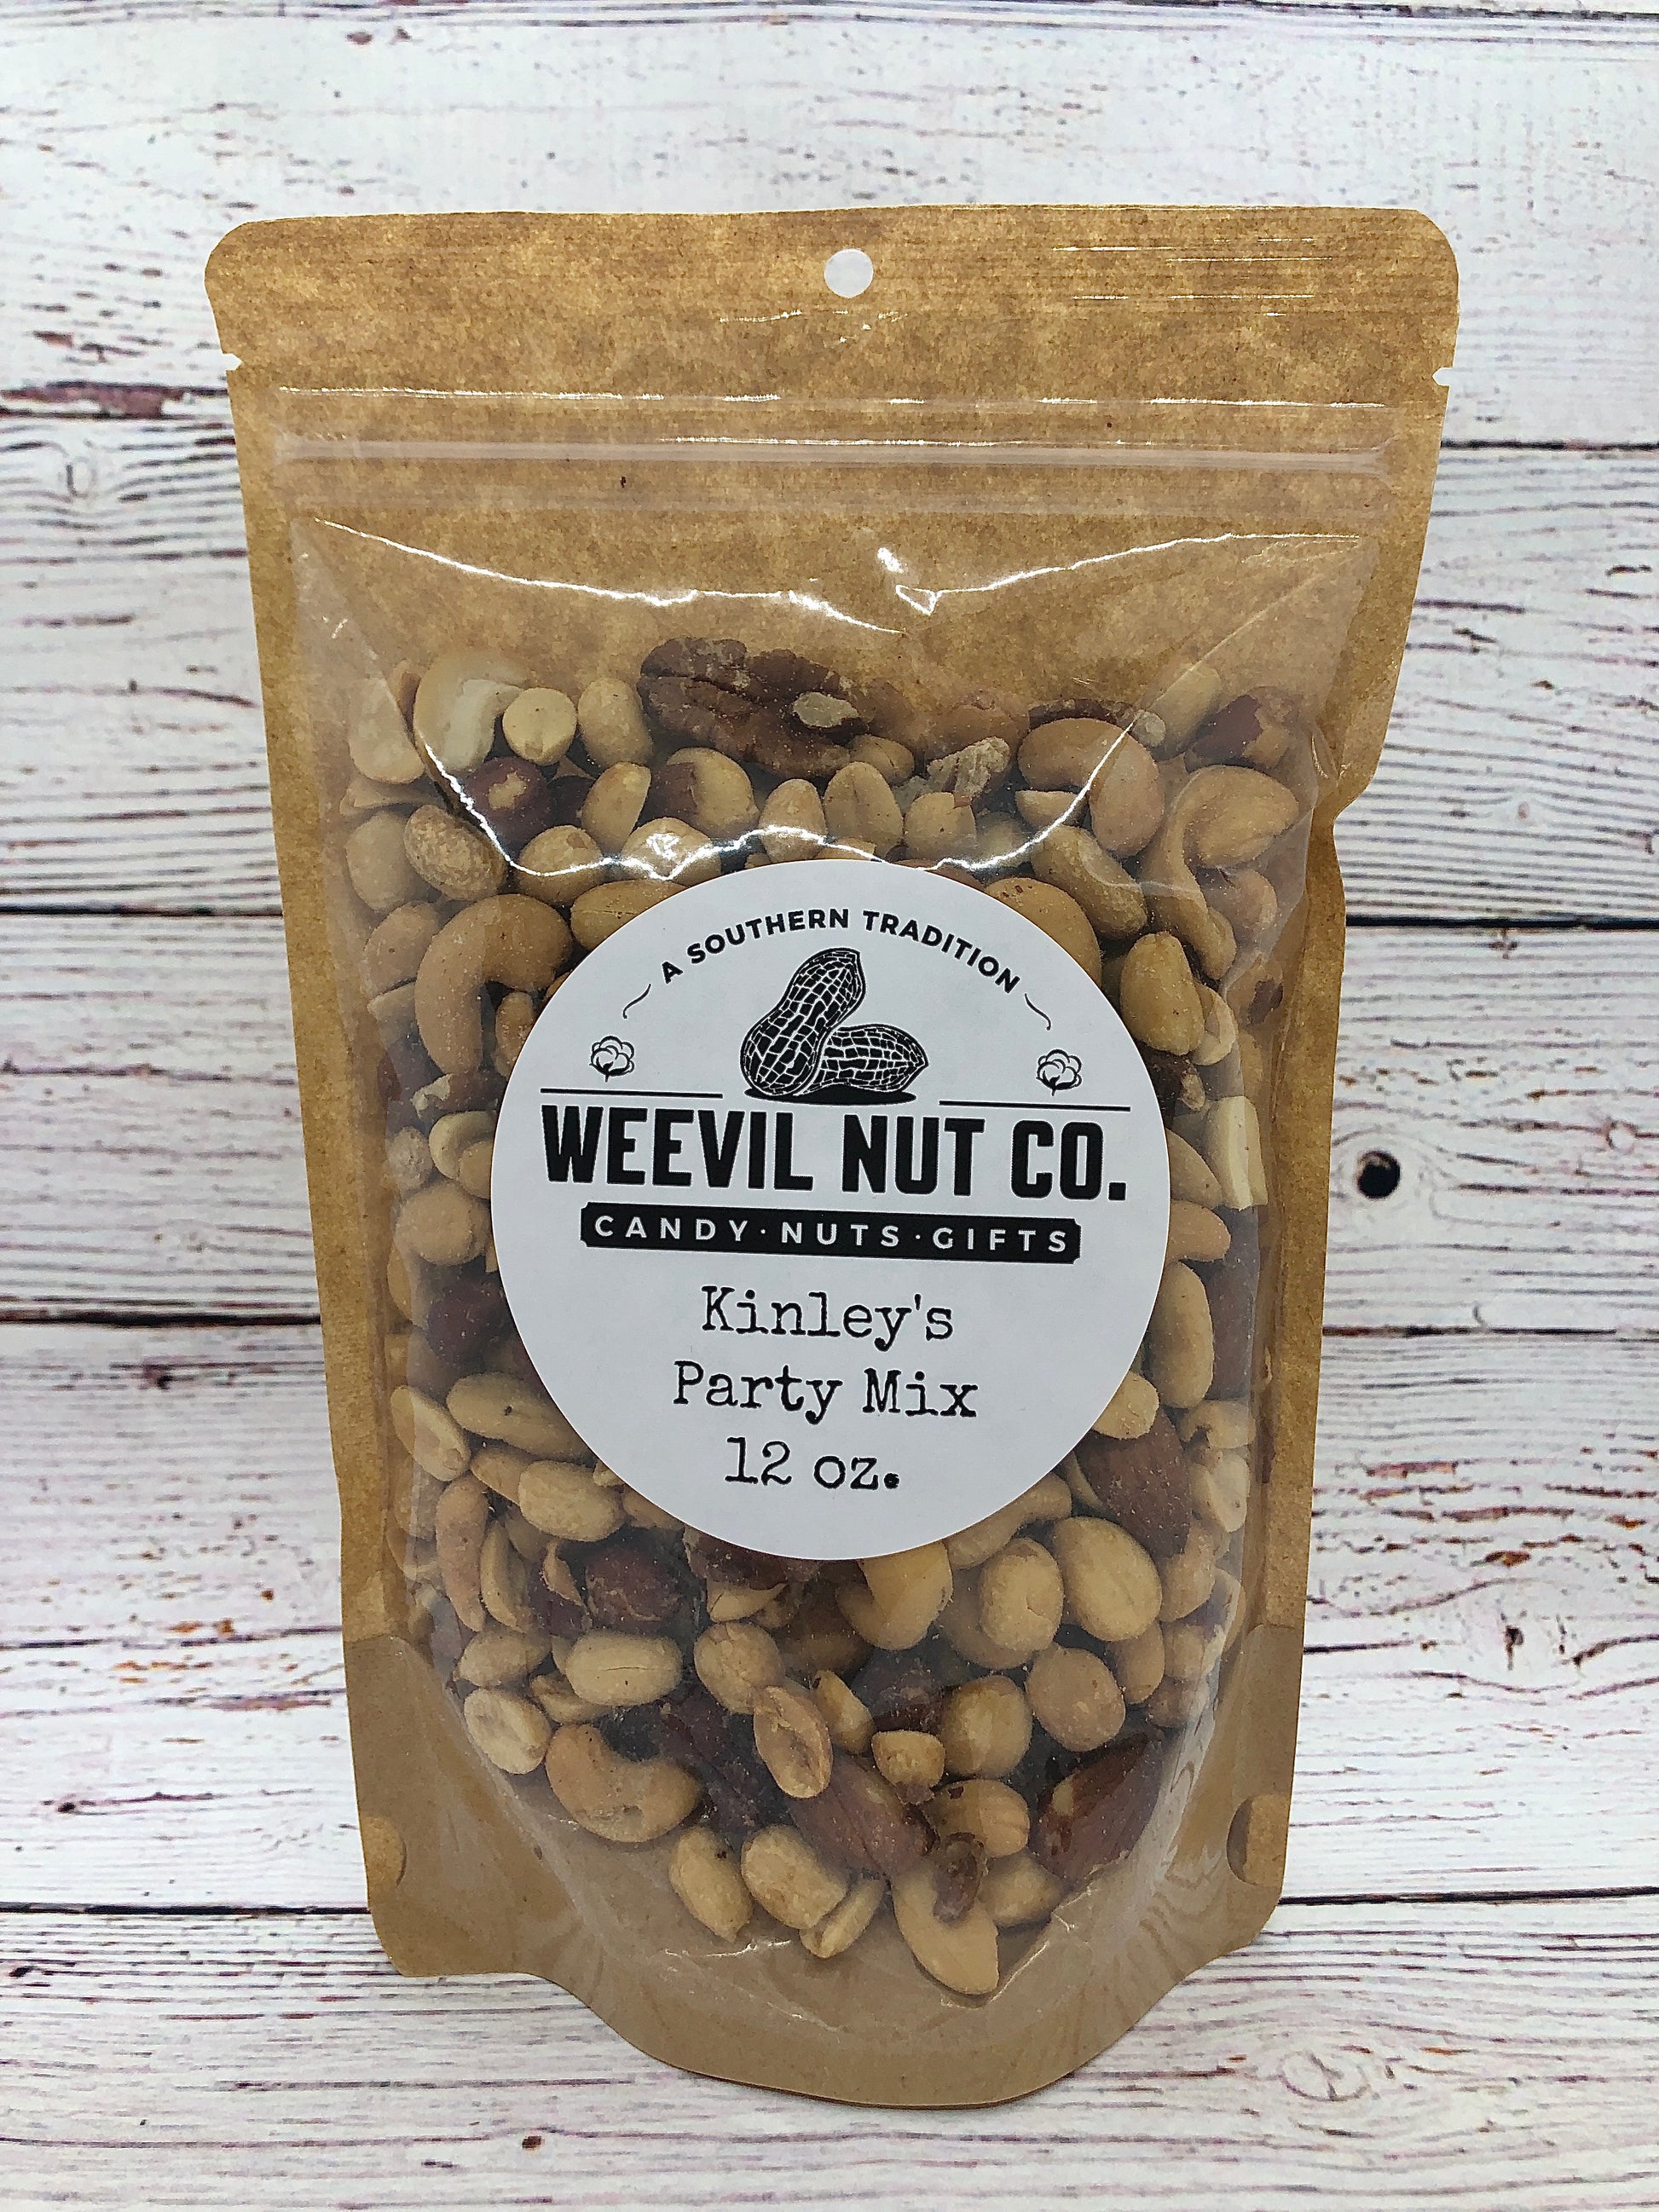 A SOUTHERN TRADITION
WEEVIL NUT CO.
CANDY·NUTS·GIFTS
Kinley's
Party Mix
12 oz.